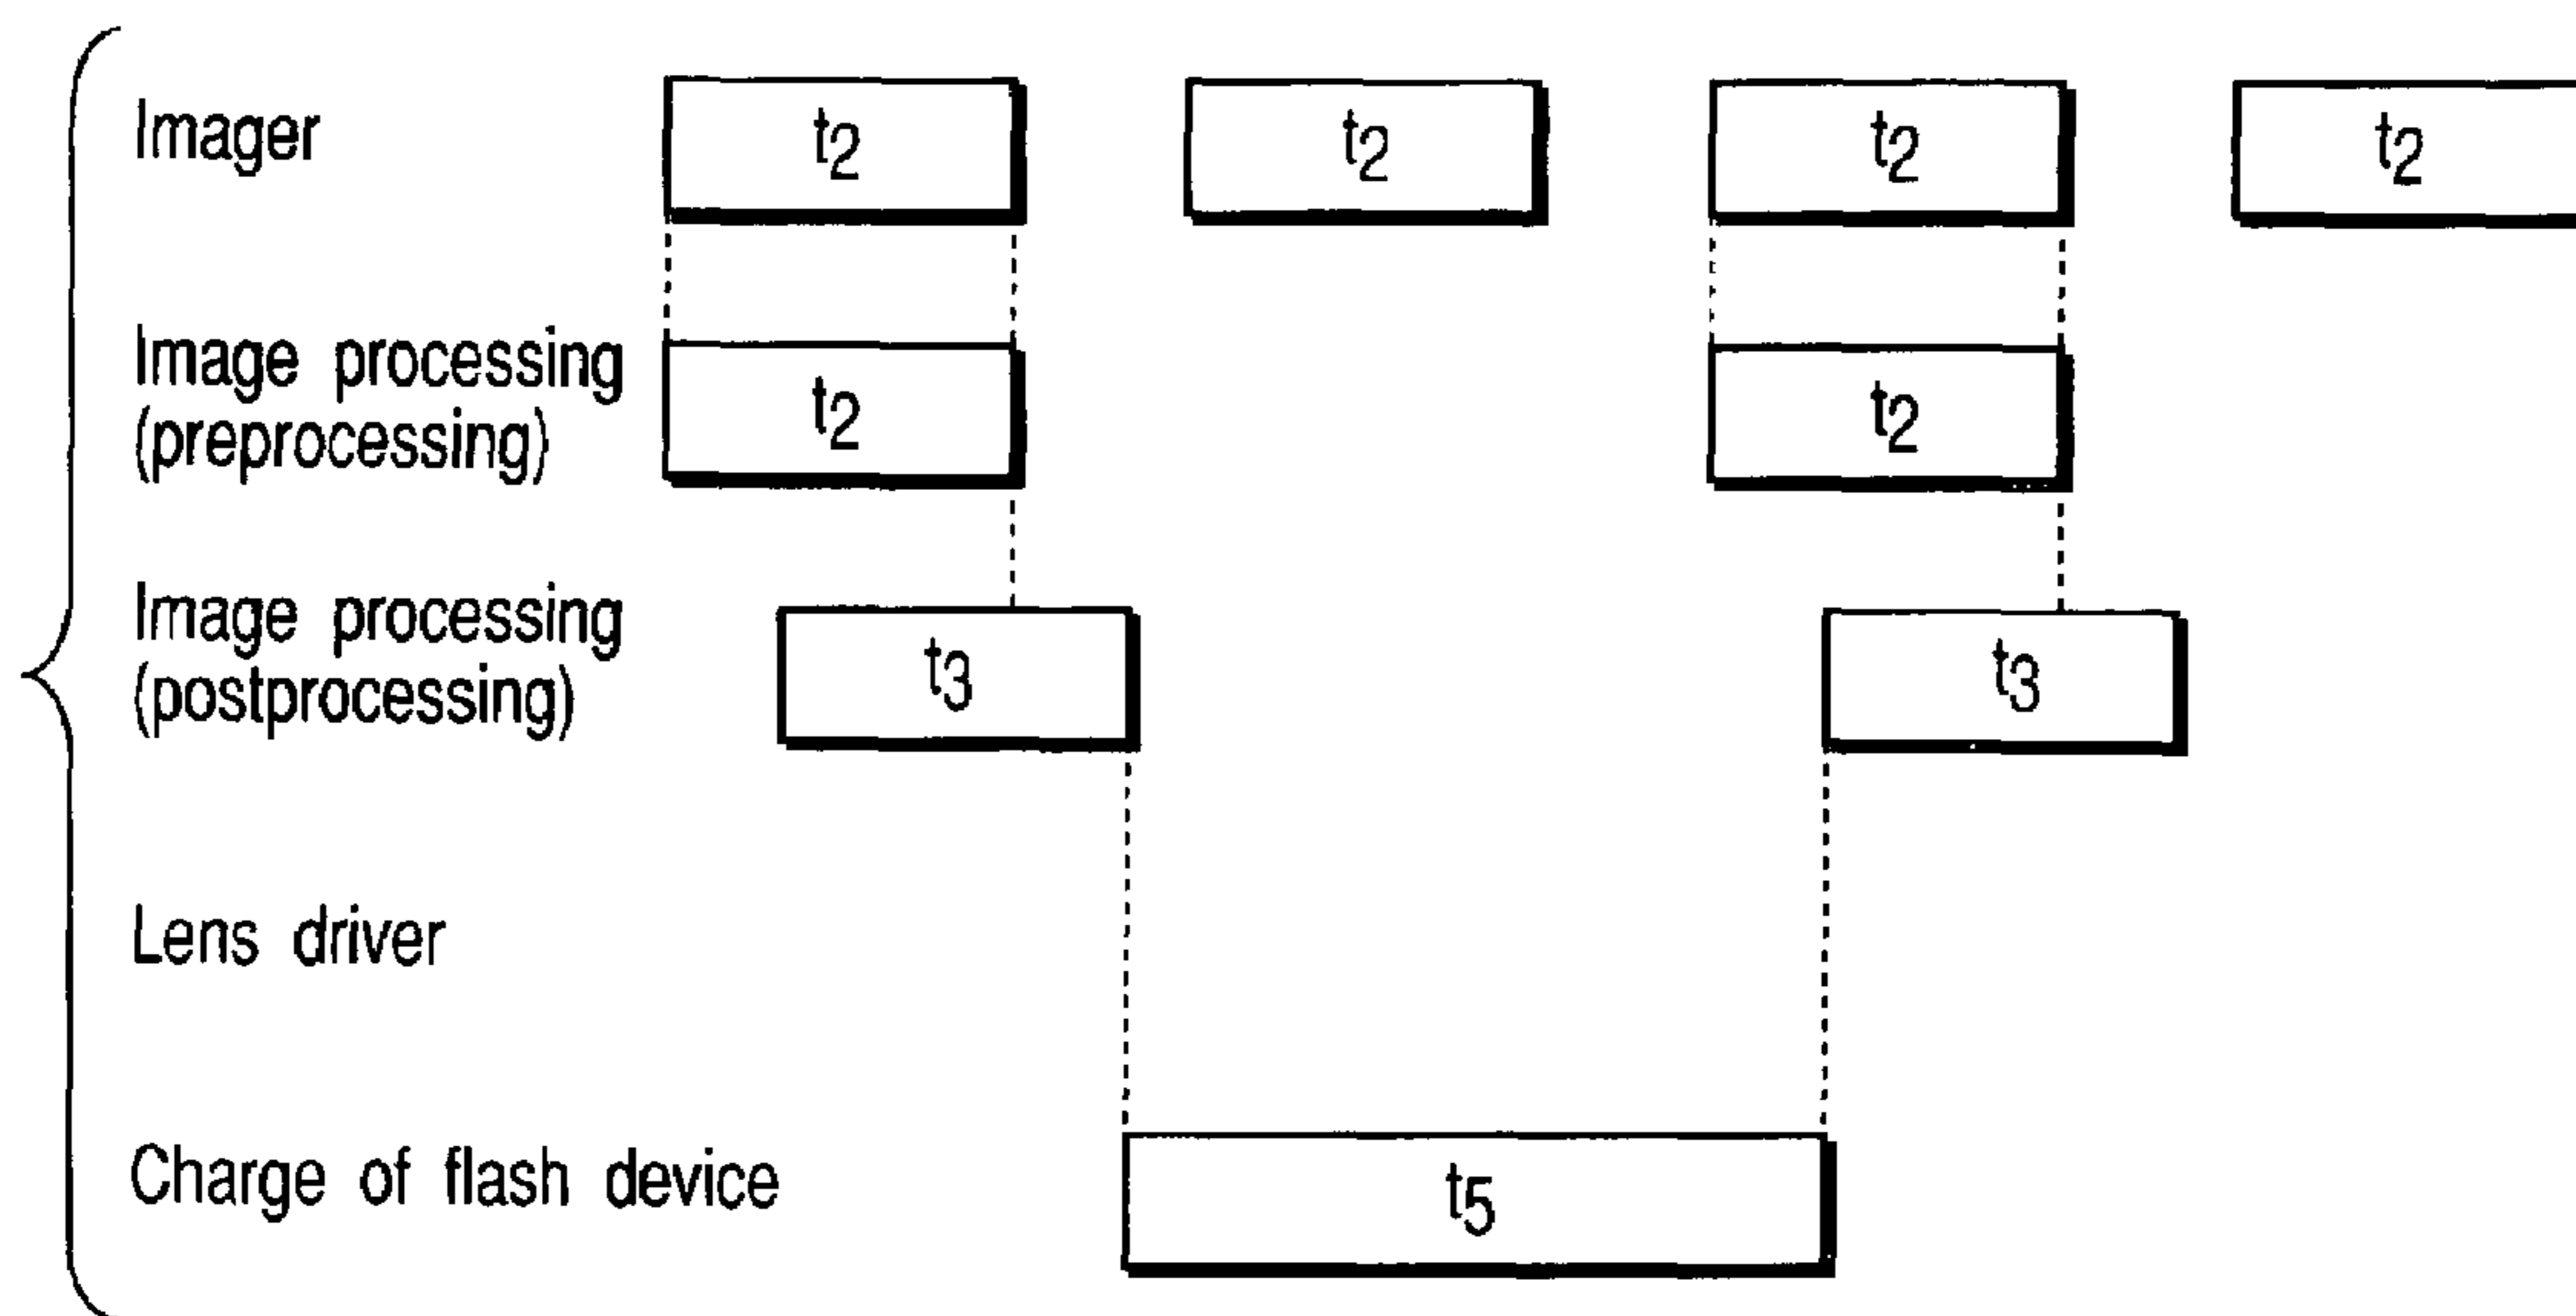 Imager t2 t2 t2 t2
Image processing
(preprocessing) t2 t2
Image processing
(postprocessing) t3 t3
Lens driver
Charge of flash device t5